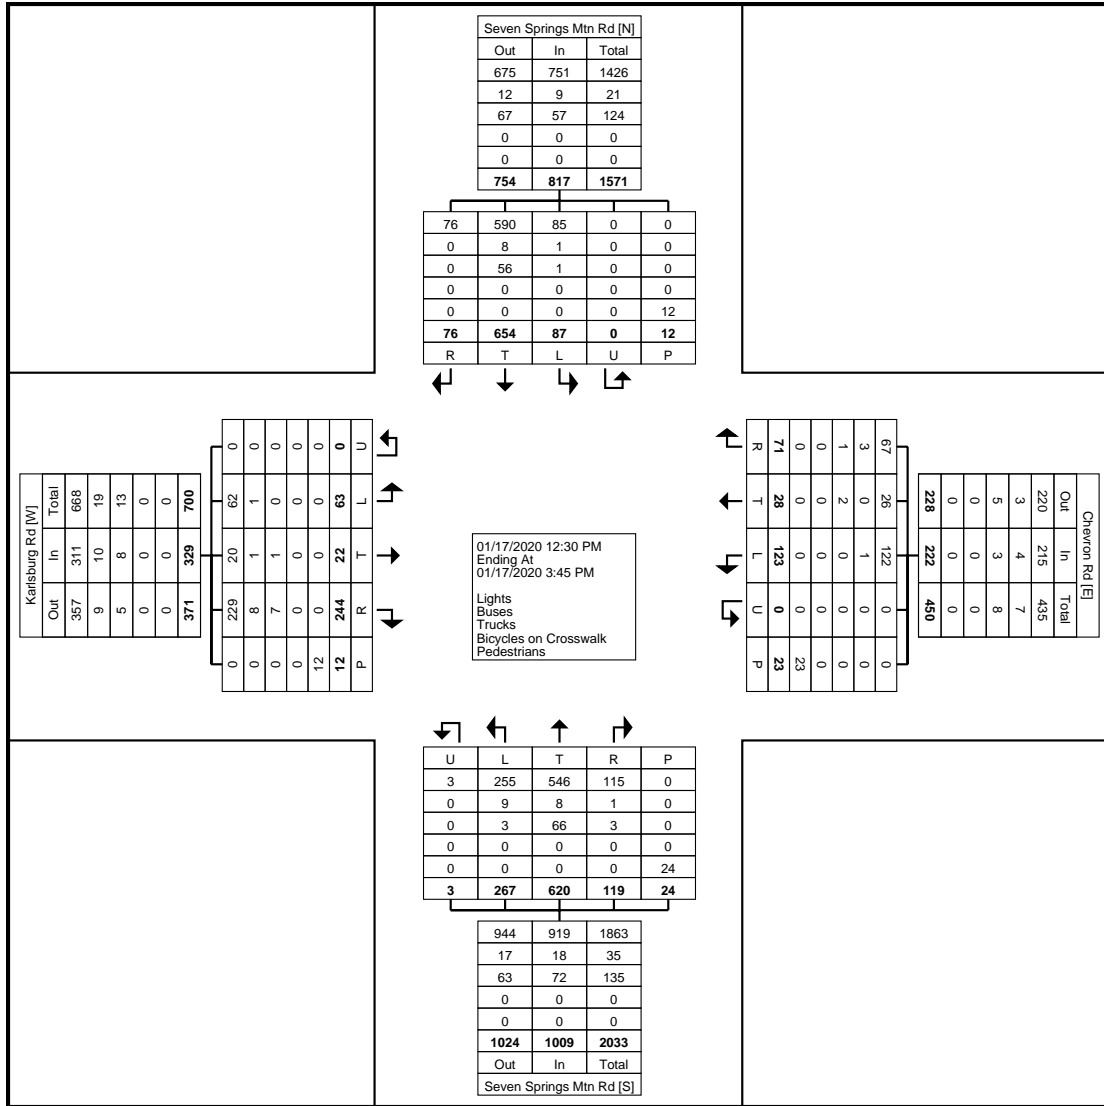 Seven Springs Mtn Rd [N]
Out In Total
675 751 1426
12 9 21
67 57 124
0 0 0
0 0 0
754 817 1571
76 590 85 0 0
0 8 1 0 0
0 56 1 0 0
0 0 0 0 0
0 0 0 0 12
76 654 87 0 12
R T L U P
Karlsburg Rd [W]
Total In Out
668 311 357
19 10 9
13 8 5
0 0 0
0 0 0
700 329 371
0 62 20 229 0
0 1 1 8 0
0 0 1 7 0
0 0 0 0 0
0 0 0 0 12
0 63 22 244 12
U L T R P
01/17/2020 12:30 PM
Ending At
01/17/2020 3:45 PM
Lights
Buses
Trucks
Bicycles on Crosswalk
Pedestrians
R T L U P
71 28 123 0 23
0 0 0 0 23
0 0 0 0 0
1 2 0 0 0
3 0 1 0 0
67 26 122 0 0
Chevron Rd [E]
Out In Total
220 215 435
3 4 7
5 3 8
0 0 0
0 0 0
228 222 450
U L T R P
3 255 546 115 0
0 9 8 1 0
0 3 66 3 0
0 0 0 0 0
0 0 0 0 24
3 267 620 119 24
944 919 1863
17 18 35
63 72 135
0 0 0
0 0 0
1024 1009 2033
Out In Total
Seven Springs Mtn Rd [S]